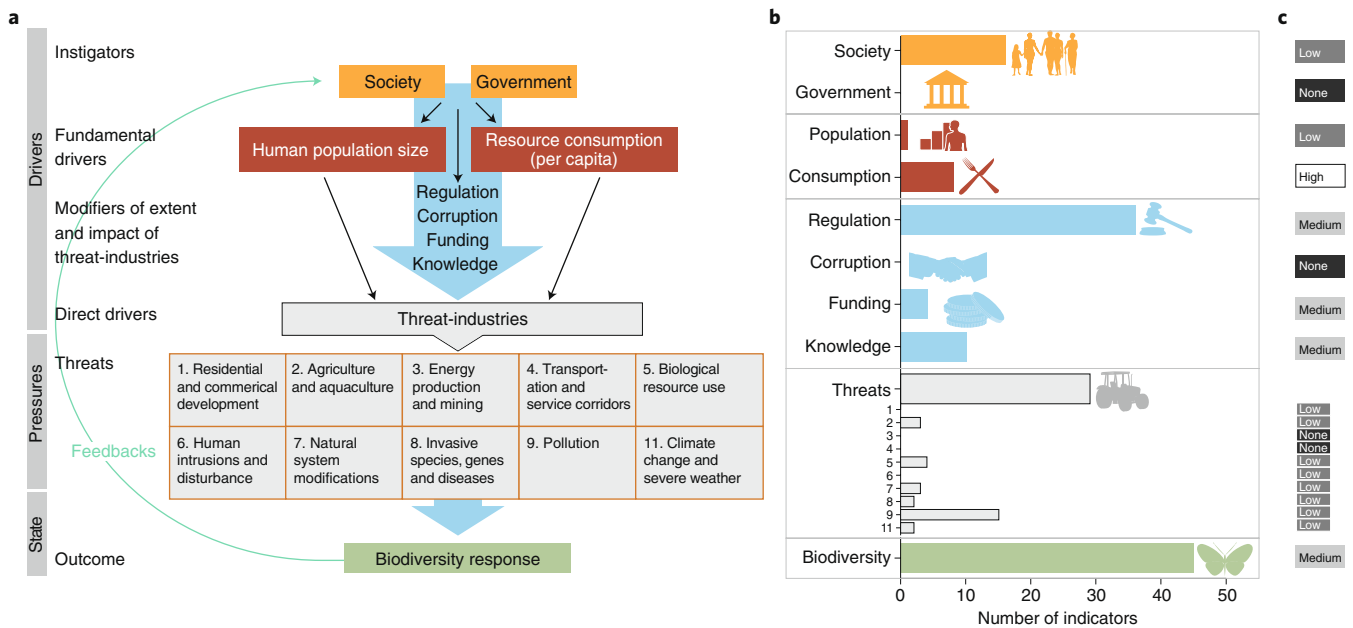 a
Drivers
Pressures
State
Instigators
Fundamental
drivers
Modifiers of extent
and impact of
threat-industries
Direct drivers
Threats
Feedbacks
Outcome
Society
Government
Human population size
Resource consumption
(per capita)
Regulation
Corruption
Funding
Knowledge
Threat-industries
1. Residential
and commerical
development
2. Agriculture
and aquaculture
3. Energy
production
and mining
4. Transport-
ation and
service corridors
5. Biological
resource use
6. Human
intrusions and
disturbance
7. Natural
system
modifications
8. Invasive
species, genes
and diseases
9. Pollution
11. Climate
change and
severe weather
Biodiversity response
b
Society
Government
Population
Consumption
Regulation
Corruption
Funding
Knowledge
Threats
1
2
3
4
5
6
7
8
9
11
Biodiversity
0 10 20 30 40 50
Number of indicators
c
Low
None
Low
High
Medium
None
Medium
Medium
Low
Low
None
None
Low
Low
Low
Low
Low
Low
Medium